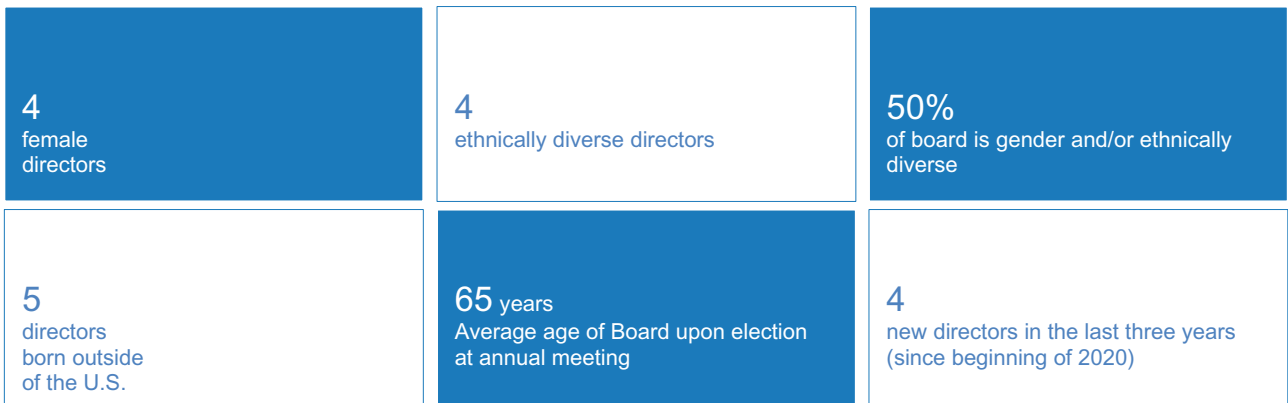 4
female
directors
4
ethnically diverse directors
50%
of board is gender and/or ethnically
diverse
5
directors
born outside
of the U.S.
65 years
Average age of Board upon election
at annual meeting
4
new directors in the last three years
(since beginning of 2020)